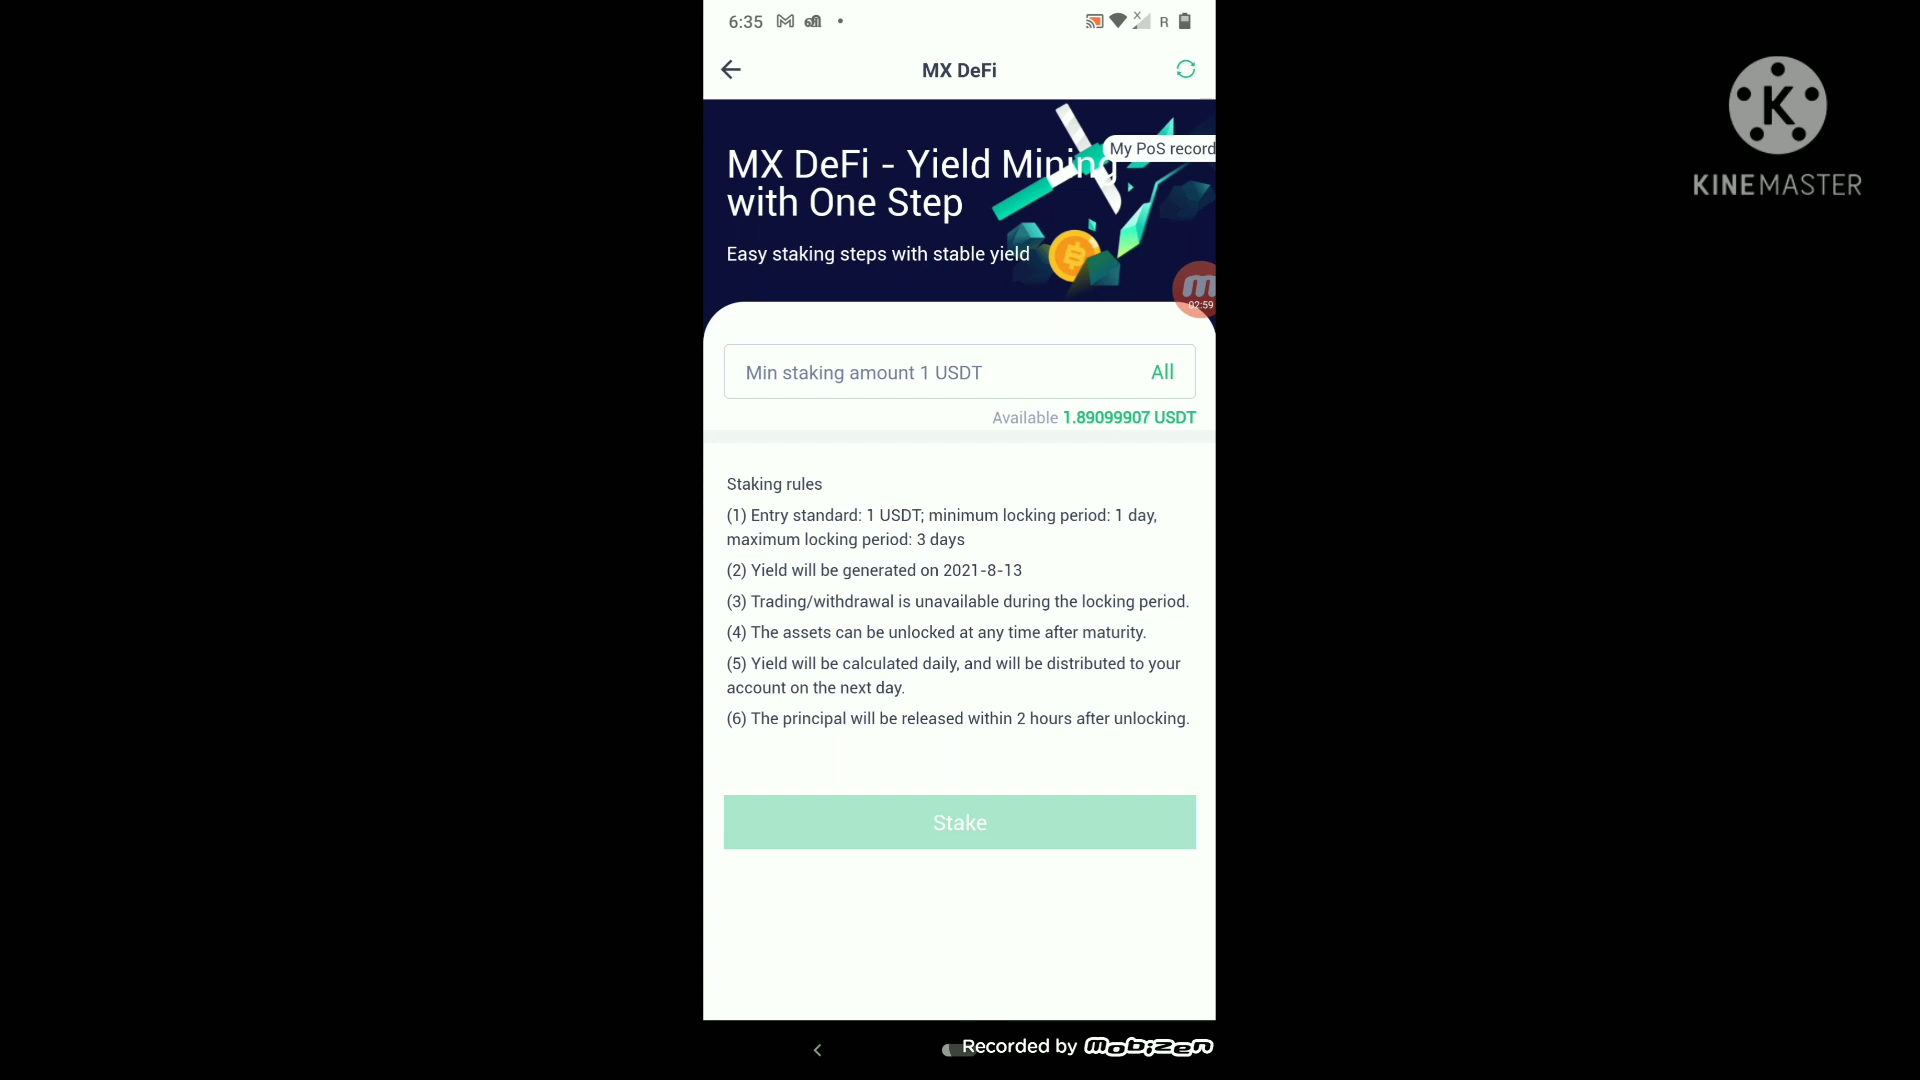 6:35
R
MX DeFi
My PoS record
MX DeFi - Yield Mining
with One Step
Easy staking steps with stable yield
02:59
Min staking amount 1 USDT All
Available 1.89099907 USDT
Staking rules
(1) Entry standard: 1 USDT; minimum locking period: 1 day,
maximum locking period: 3 days
(2) Yield will be generated on 2021-8-13
(3) Trading/withdrawal is unavailable during the locking period.
(4) The assets can be unlocked at any time after maturity.
(5) Yield will be calculated daily, and will be distributed to your
account on the next day.
(6) The principal will be released within 2 hours after unlocking.
Stake
Recorded by mobizen
K
KINEMASTER